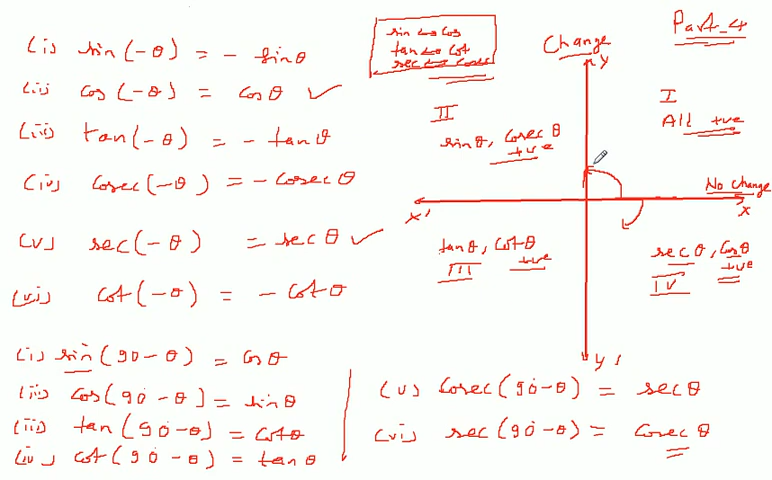 Part-4
sin ↔ cos
tan ↔ cot
sec ↔ cosec
Change
(i) sin(-θ) = - sinθ
(ii) cos(-θ) = cosθ ✓
(iii) tan(-θ) = - tanθ
(iv) cosec(-θ) = - cosecθ
(v) sec(-θ) = secθ ✓
(vi) cot(-θ) = - cotθ
y
I
All +ve
II
sinθ, cosecθ
+ve
No change
x'
x
tanθ, cotθ
III +ve
secθ, cosθ
IV +ve
y'
(i) sin(90-θ) = cosθ
(ii) cos(90°-θ) = sinθ
(iii) tan(90°-θ) = cotθ
(iv) cot(90°-θ) = tanθ
(v) cosec(90°-θ) = secθ
(vi) sec(90°-θ) = cosecθ